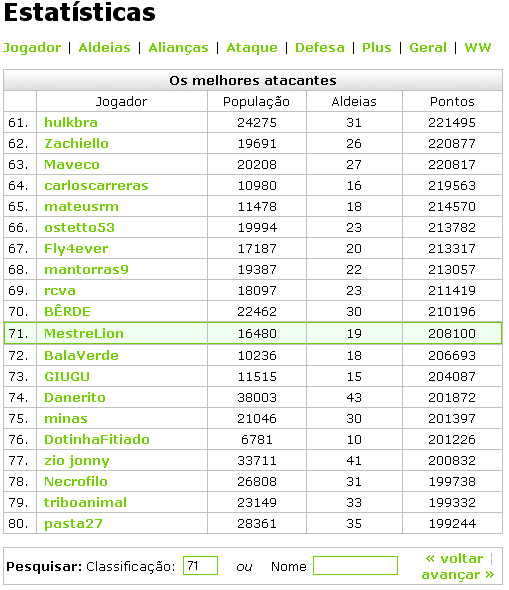 Estatísticas
Jogador | Aldeias | Alianças | Ataque | Defesa | Plus | Geral | WW
Os melhores atacantes
Jogador População Aldeias Pontos
61. hulkbra 24275 31 221495
62. Zachiello 19691 26 220877
63. Maveco 20208 27 220817
64. carloscarreras 10980 16 219563
65. mateusrm 11478 18 214570
66. ostetto53 19994 23 213782
67. Fly4ever 17187 20 213317
68. mantorras9 19387 22 213057
69. rcva 18097 23 211419
70. BÊRDE 22462 30 210196
71. MestreLion 16480 19 208100
72. BalaVerde 10236 18 206693
73. GIUGU 11515 15 204087
74. Danerito 38003 43 201872
75. minas 21046 30 201397
76. DotinhaFitiado 6781 10 201226
77. zio jonny 33711 41 200832
78. Necrofilo 26808 31 199738
79. triboanimal 23149 33 199332
80. pasta27 28361 35 199244
Pesquisar: Classificação: 71 ou Nome « voltar |
avançar »